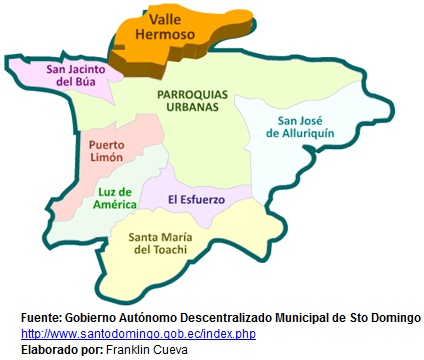 Valle
Hermoso
San Jacinto
del Búa
PARROQUIAS
URBANAS
San José
de Alluriquín
Puerto
Limón
Luz de
América
El Esfuerzo
Santa María
del Toachi
Fuente: Gobierno Autónomo Descentralizado Municipal de Sto Domingo
http://www.santodomingo.gob.ec/index.php
Elaborado por: Franklin Cueva